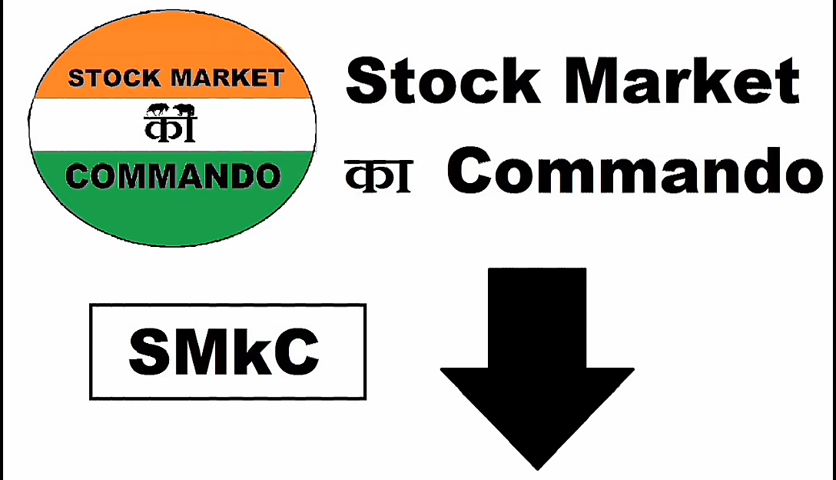 STOCK MARKET
का
COMMANDO
Stock Market
का Commando
SMkC